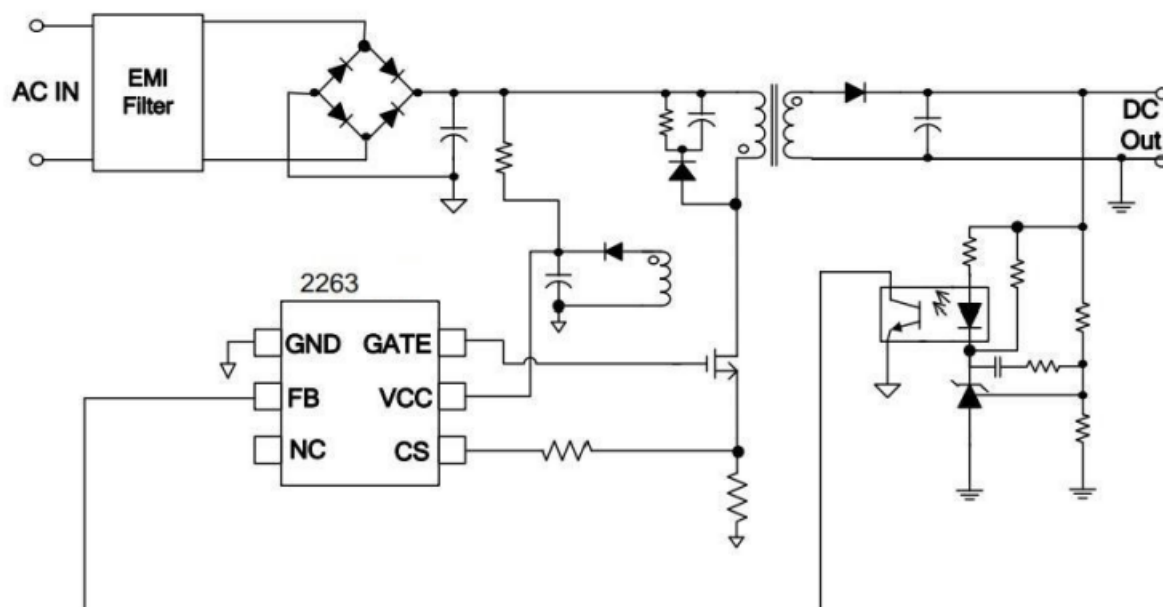 AC IN
EMI
Filter
DC
Out
2263
GND
GATE
FB
VCC
NC
CS